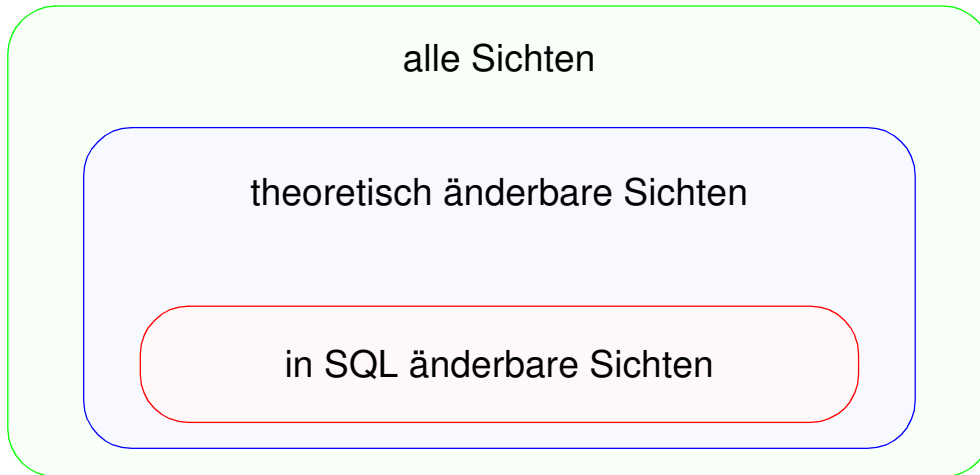 alle Sichten
theoretisch änderbare Sichten
in SQL änderbare Sichten